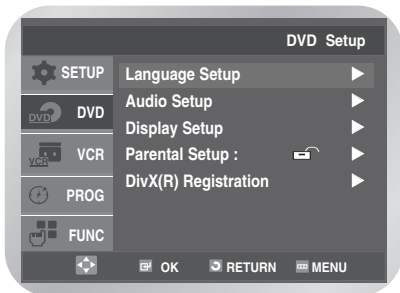 DVD Setup
SETUP
DVD
DVD
VCR
VCR
PROG
FUNC
Language Setup
Audio Setup
Display Setup
Parental Setup :
DivX(R) Registration
OK
RETURN
MENU